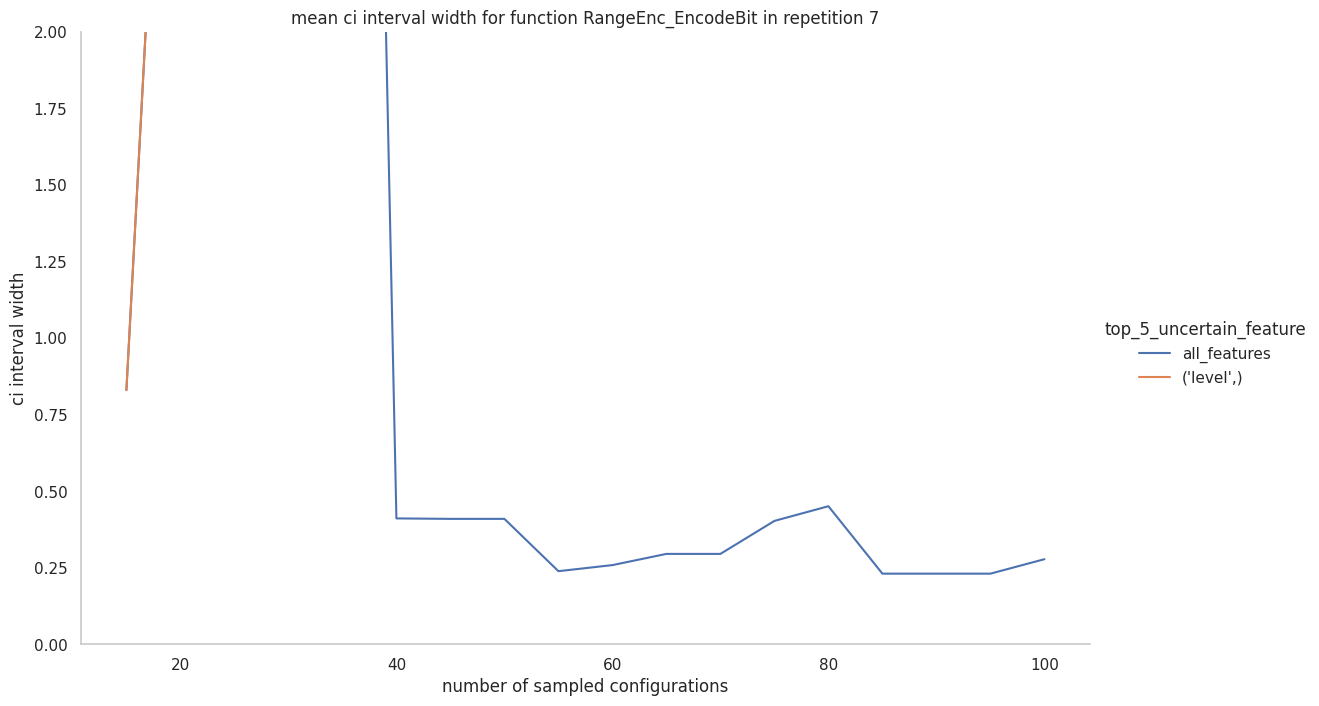 mean ci interval width for function RangeEnc_EncodeBit in repetition 7
2.00
1.75
1.50
1.25
1.00
0.75
0.50
0.25
0.00
ci interval width
20
40
60
80
100
number of sampled configurations
top_5_uncertain_feature
all_features
('level',)